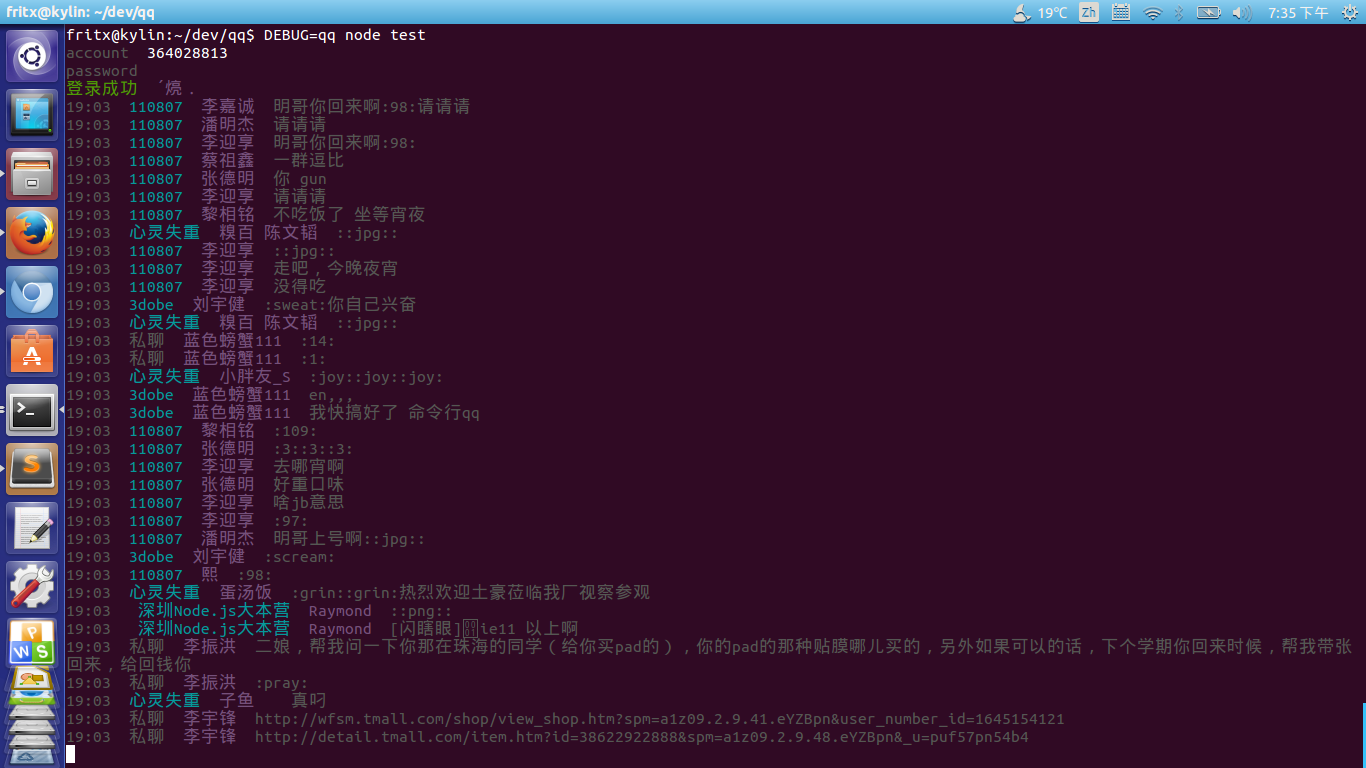 fritx@kylin: ~/dev/qq 19℃ Zh 7:35 下午
fritx@kylin:~/dev/qq$ DEBUG=qq node test
account 364028813
password
登录成功 ´燒.
19:03 110807 李嘉诚 明哥你回来啊:98:请请请
19:03 110807 潘明杰 请请请
19:03 110807 李迎享 明哥你回来啊:98:
19:03 110807 蔡祖鑫 一群逗比
19:03 110807 张德明 你 gun
19:03 110807 李迎享 请请请
19:03 110807 黎相铭 不吃饭了 坐等宵夜
19:03 心灵失重 糗百 陈文韬 ::jpg::
19:03 110807 李迎享 ::jpg::
19:03 110807 李迎享 走吧，今晚夜宵
19:03 110807 李迎享 没得吃
19:03 3dobe 刘宇健 :sweat:你自己兴奋
19:03 心灵失重 糗百 陈文韬 ::jpg::
19:03 私聊 蓝色螃蟹111 :14:
19:03 私聊 蓝色螃蟹111 :1:
19:03 心灵失重 小胖友_S :joy::joy::joy:
19:03 3dobe 蓝色螃蟹111 en,,,
19:03 3dobe 蓝色螃蟹111 我快搞好了 命令行qq
19:03 110807 黎相铭 :109:
19:03 110807 张德明 :3::3::3:
19:03 110807 李迎享 去哪宵啊
19:03 110807 张德明 好重口味
19:03 110807 李迎享 啥jb意思
19:03 110807 李迎享 :97:
19:03 110807 潘明杰 明哥上号啊::jpg::
19:03 3dobe 刘宇健 :scream:
19:03 110807 熙 :98:
19:03 心灵失重 蛋汤饭 :grin::grin:热烈欢迎土豪莅临我厂视察参观
19:03 深圳Node.js大本营 Raymond ::png::
19:03 深圳Node.js大本营 Raymond [闪瞎眼]ie11 以上啊
19:03 私聊 李振洪 二娘，帮我问一下你那在珠海的同学（给你买pad的），你的pad的那种贴膜哪儿买的，另外如果可以的话，下个学期你回来时候，帮我带张
回来，给回钱你
19:03 私聊 李振洪 :pray:
19:03 心灵失重 子鱼 真叼
19:03 私聊 李宇锋 http://wfsm.tmall.com/shop/view_shop.htm?spm=a1z09.2.9.41.eYZBpn&user_number_id=1645154121
19:03 私聊 李宇锋 http://detail.tmall.com/item.htm?id=38622922888&spm=a1z09.2.9.48.eYZBpn&_u=puf57pn54b4